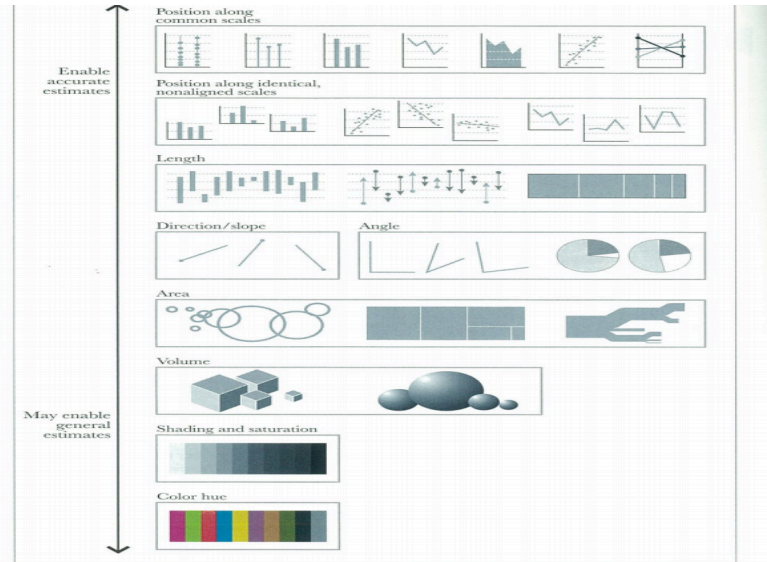 Position along
common scales
Enable
accurate
estimates
Position along identical,
nonaligned scales
Length
Direction/slope
Angle
Area
Volume
May enable
general
estimates
Shading and saturation
Color hue